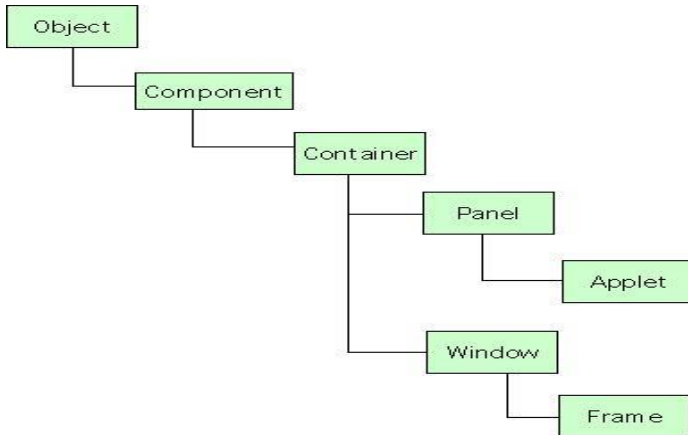 Object
Component
Container
Panel
Applet
Window
Frame